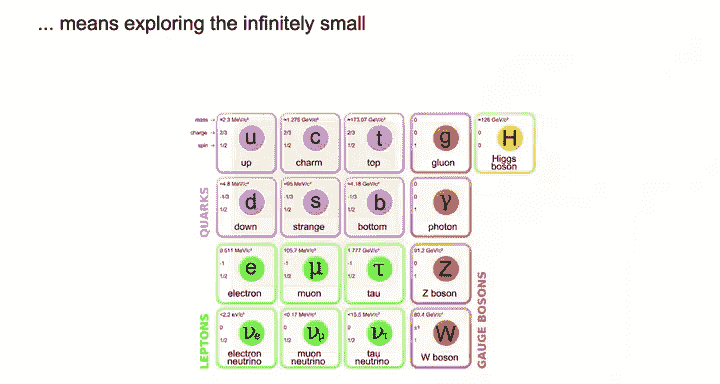 ... means exploring the infinitely small
mass → ≈2.3 MeV/c² ≈1.275 GeV/c² ≈173.07 GeV/c² 0 ≈126 GeV/c²
charge → 2/3 2/3 2/3 0 0
spin → 1/2 1/2 1/2 1 0
u c t g H
up charm top gluon Higgs boson
QUARKS
≈4.8 MeV/c² ≈95 MeV/c² ≈4.18 GeV/c² 0
-1/3 -1/3 -1/3 0
1/2 1/2 1/2 1
d s b γ
down strange bottom photon
0.511 MeV/c² 105.7 MeV/c² 1.777 GeV/c² 91.2 GeV/c²
-1 -1 -1 0
1/2 1/2 1/2 1
e μ τ Z
electron muon tau Z boson
LEPTONS
<2.2 eV/c² <0.17 MeV/c² <15.5 MeV/c² 80.4 GeV/c²
0 0 0 ±1
1/2 1/2 1/2 1
νe νμ ντ W
electron neutrino muon neutrino tau neutrino W boson
GAUGE BOSONS